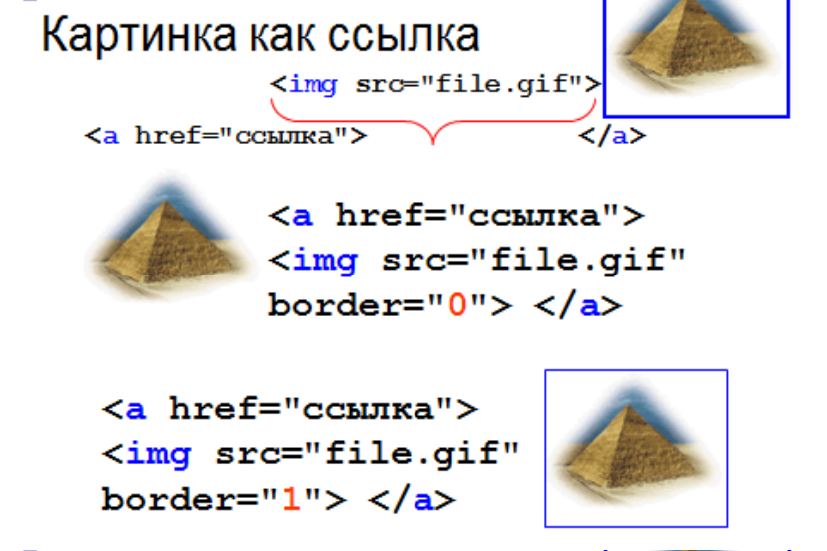 Картинка как ссылка
<img src="file.gif">
<a href="ссылка"> </a>
<a href="ссылка">
<img src="file.gif"
border="0"> </a>
<a href="ссылка">
<img src="file.gif"
border="1"> </a>